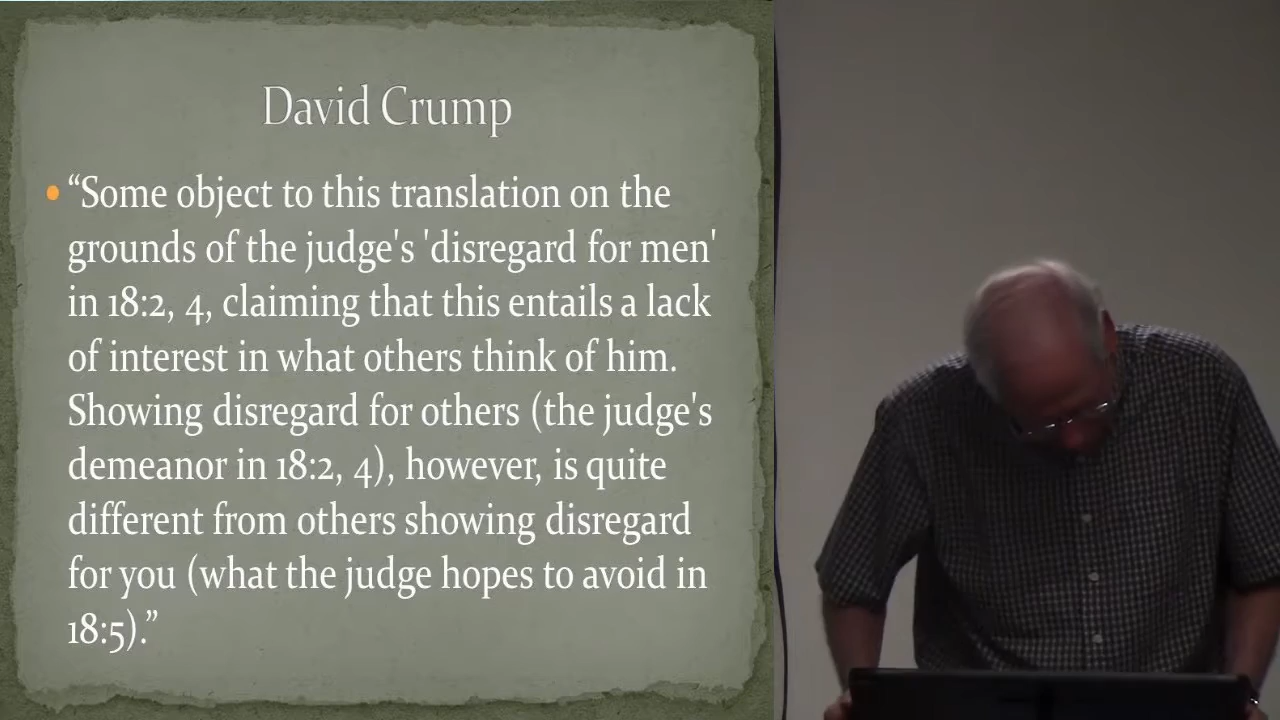 David Crump
• “Some object to this translation on the
grounds of the judge's 'disregard for men'
in 18:2, 4, claiming that this entails a lack
of interest in what others think of him.
Showing disregard for others (the judge's
demeanor in 18:2, 4), however, is quite
different from others showing disregard
for you (what the judge hopes to avoid in
18:5).”